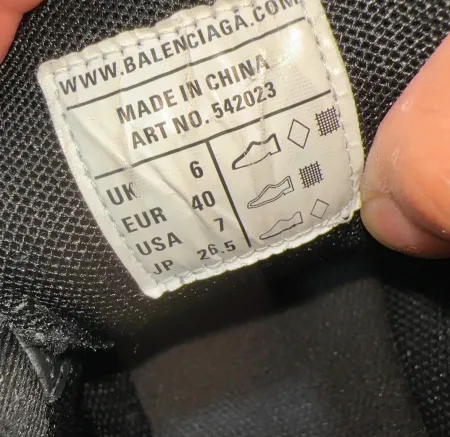 WWW.BALENCIAGA.COM
MADE IN CHINA
ART NO. 542023
UK 6
EUR 40
USA 7
JP 26.5